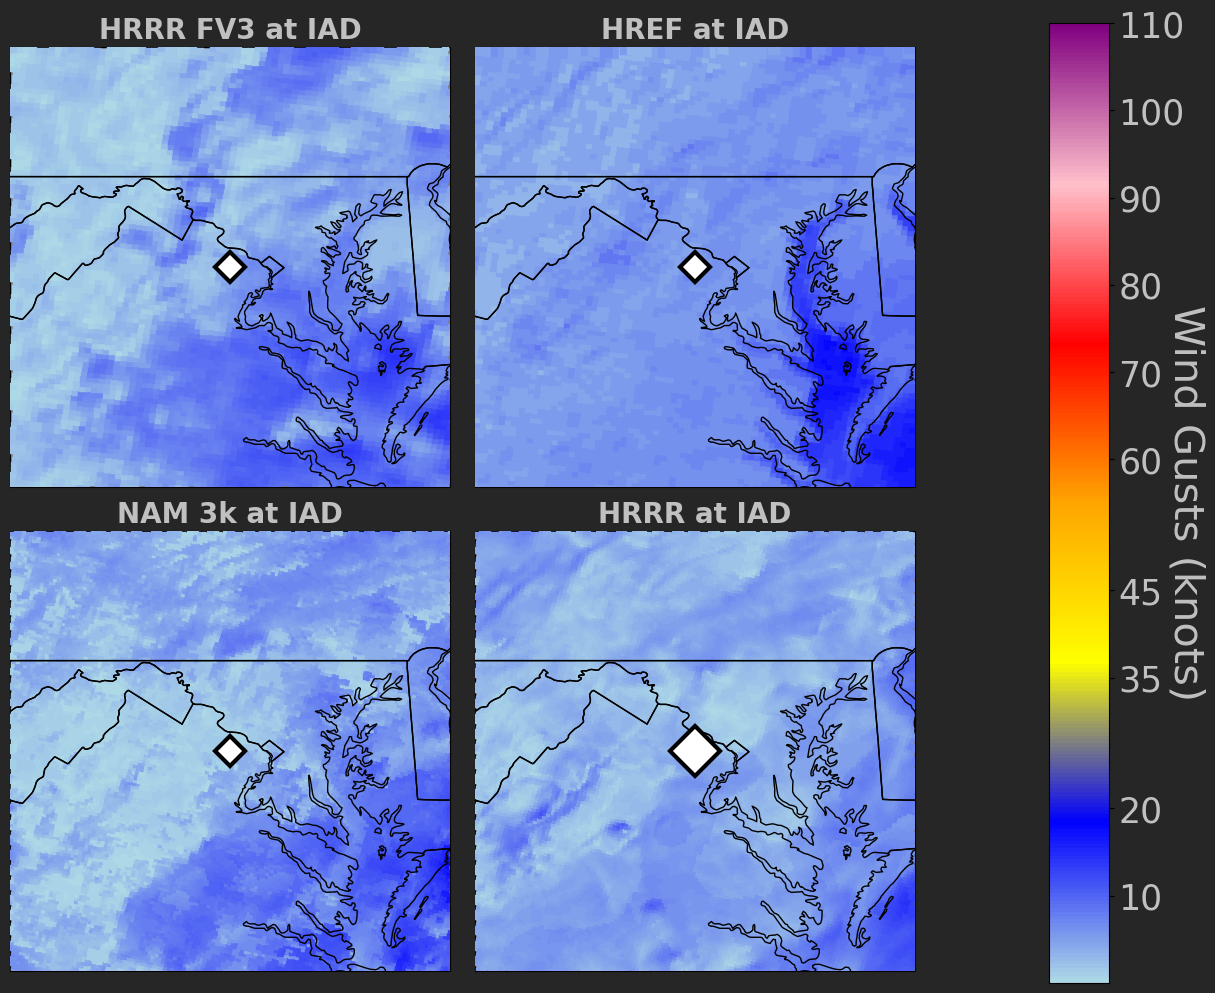 HRRR FV3 at IAD
HREF at IAD
NAM 3k at IAD
HRRR at IAD
110
100
90
80
70
60
45
35
20
10
Wind Gusts (knots)